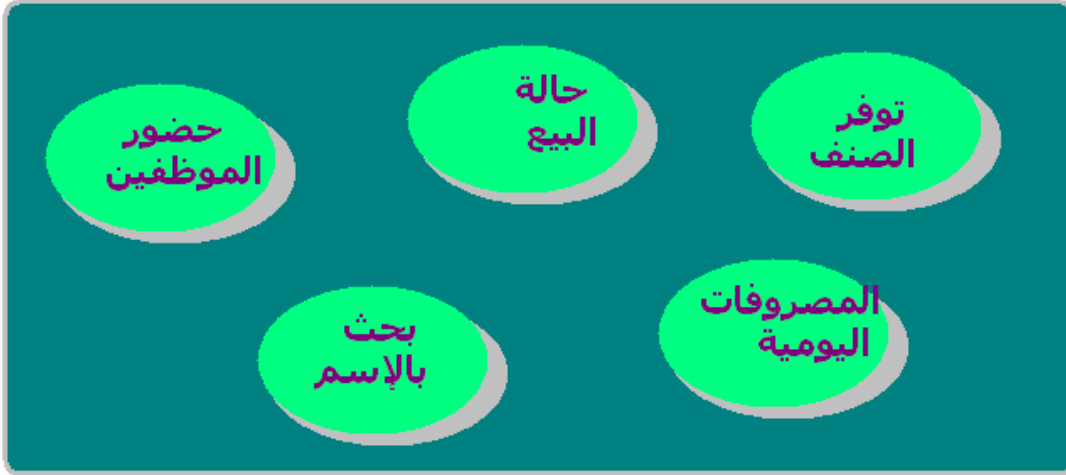 توفر
الصنف
حالة
البيع
حضور
الموظفين
المصروفات
اليومية
بحث
بالإسم